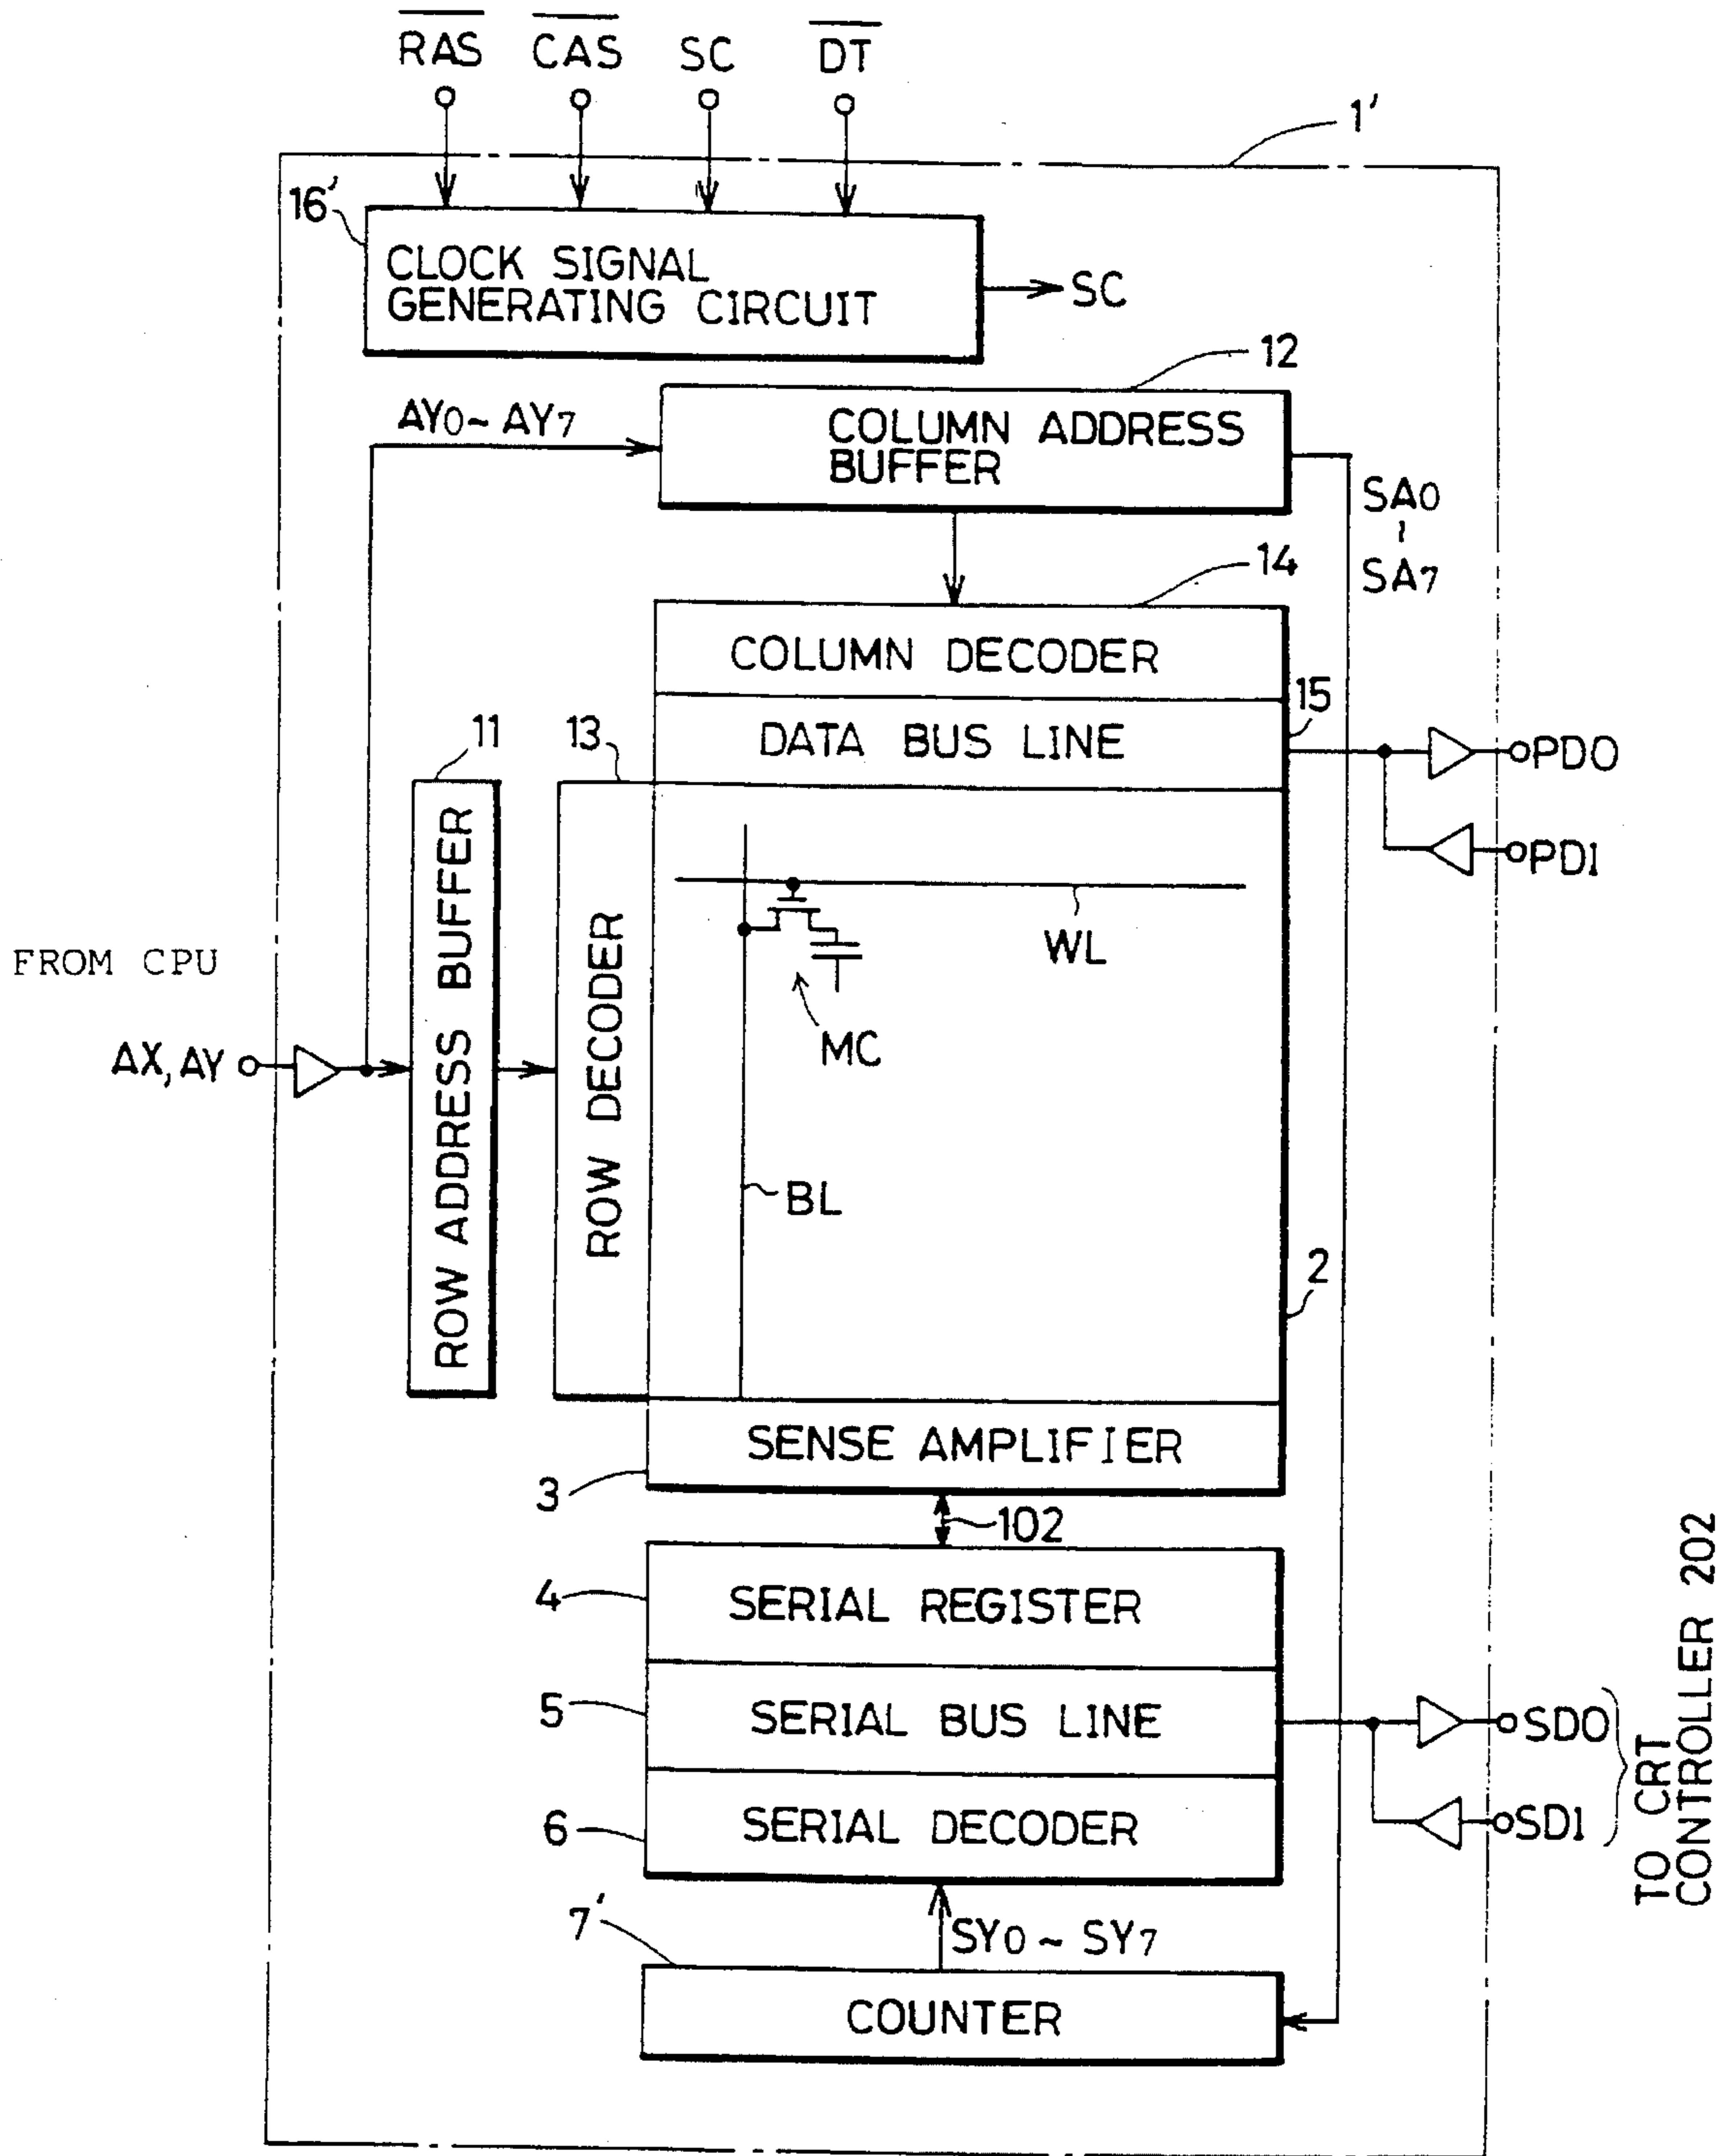 RAS CAS SC DT
1'
16'
CLOCK SIGNAL
GENERATING CIRCUIT
SC
12
AY0~AY7
COLUMN ADDRESS
BUFFER
SA0
~
SA7
14
COLUMN DECODER
15
DATA BUS LINE
PDO
PDI
11
13
ROW ADDRESS BUFFER
ROW DECODER
WL
MC
FROM CPU
AX, AY
BL
2
SENSE AMPLIFIER
3
102
4
SERIAL REGISTER
5
SERIAL BUS LINE
SDO
SDI
6
SERIAL DECODER
TO CRT
CONTROLLER 202
7'
SY0~SY7
COUNTER